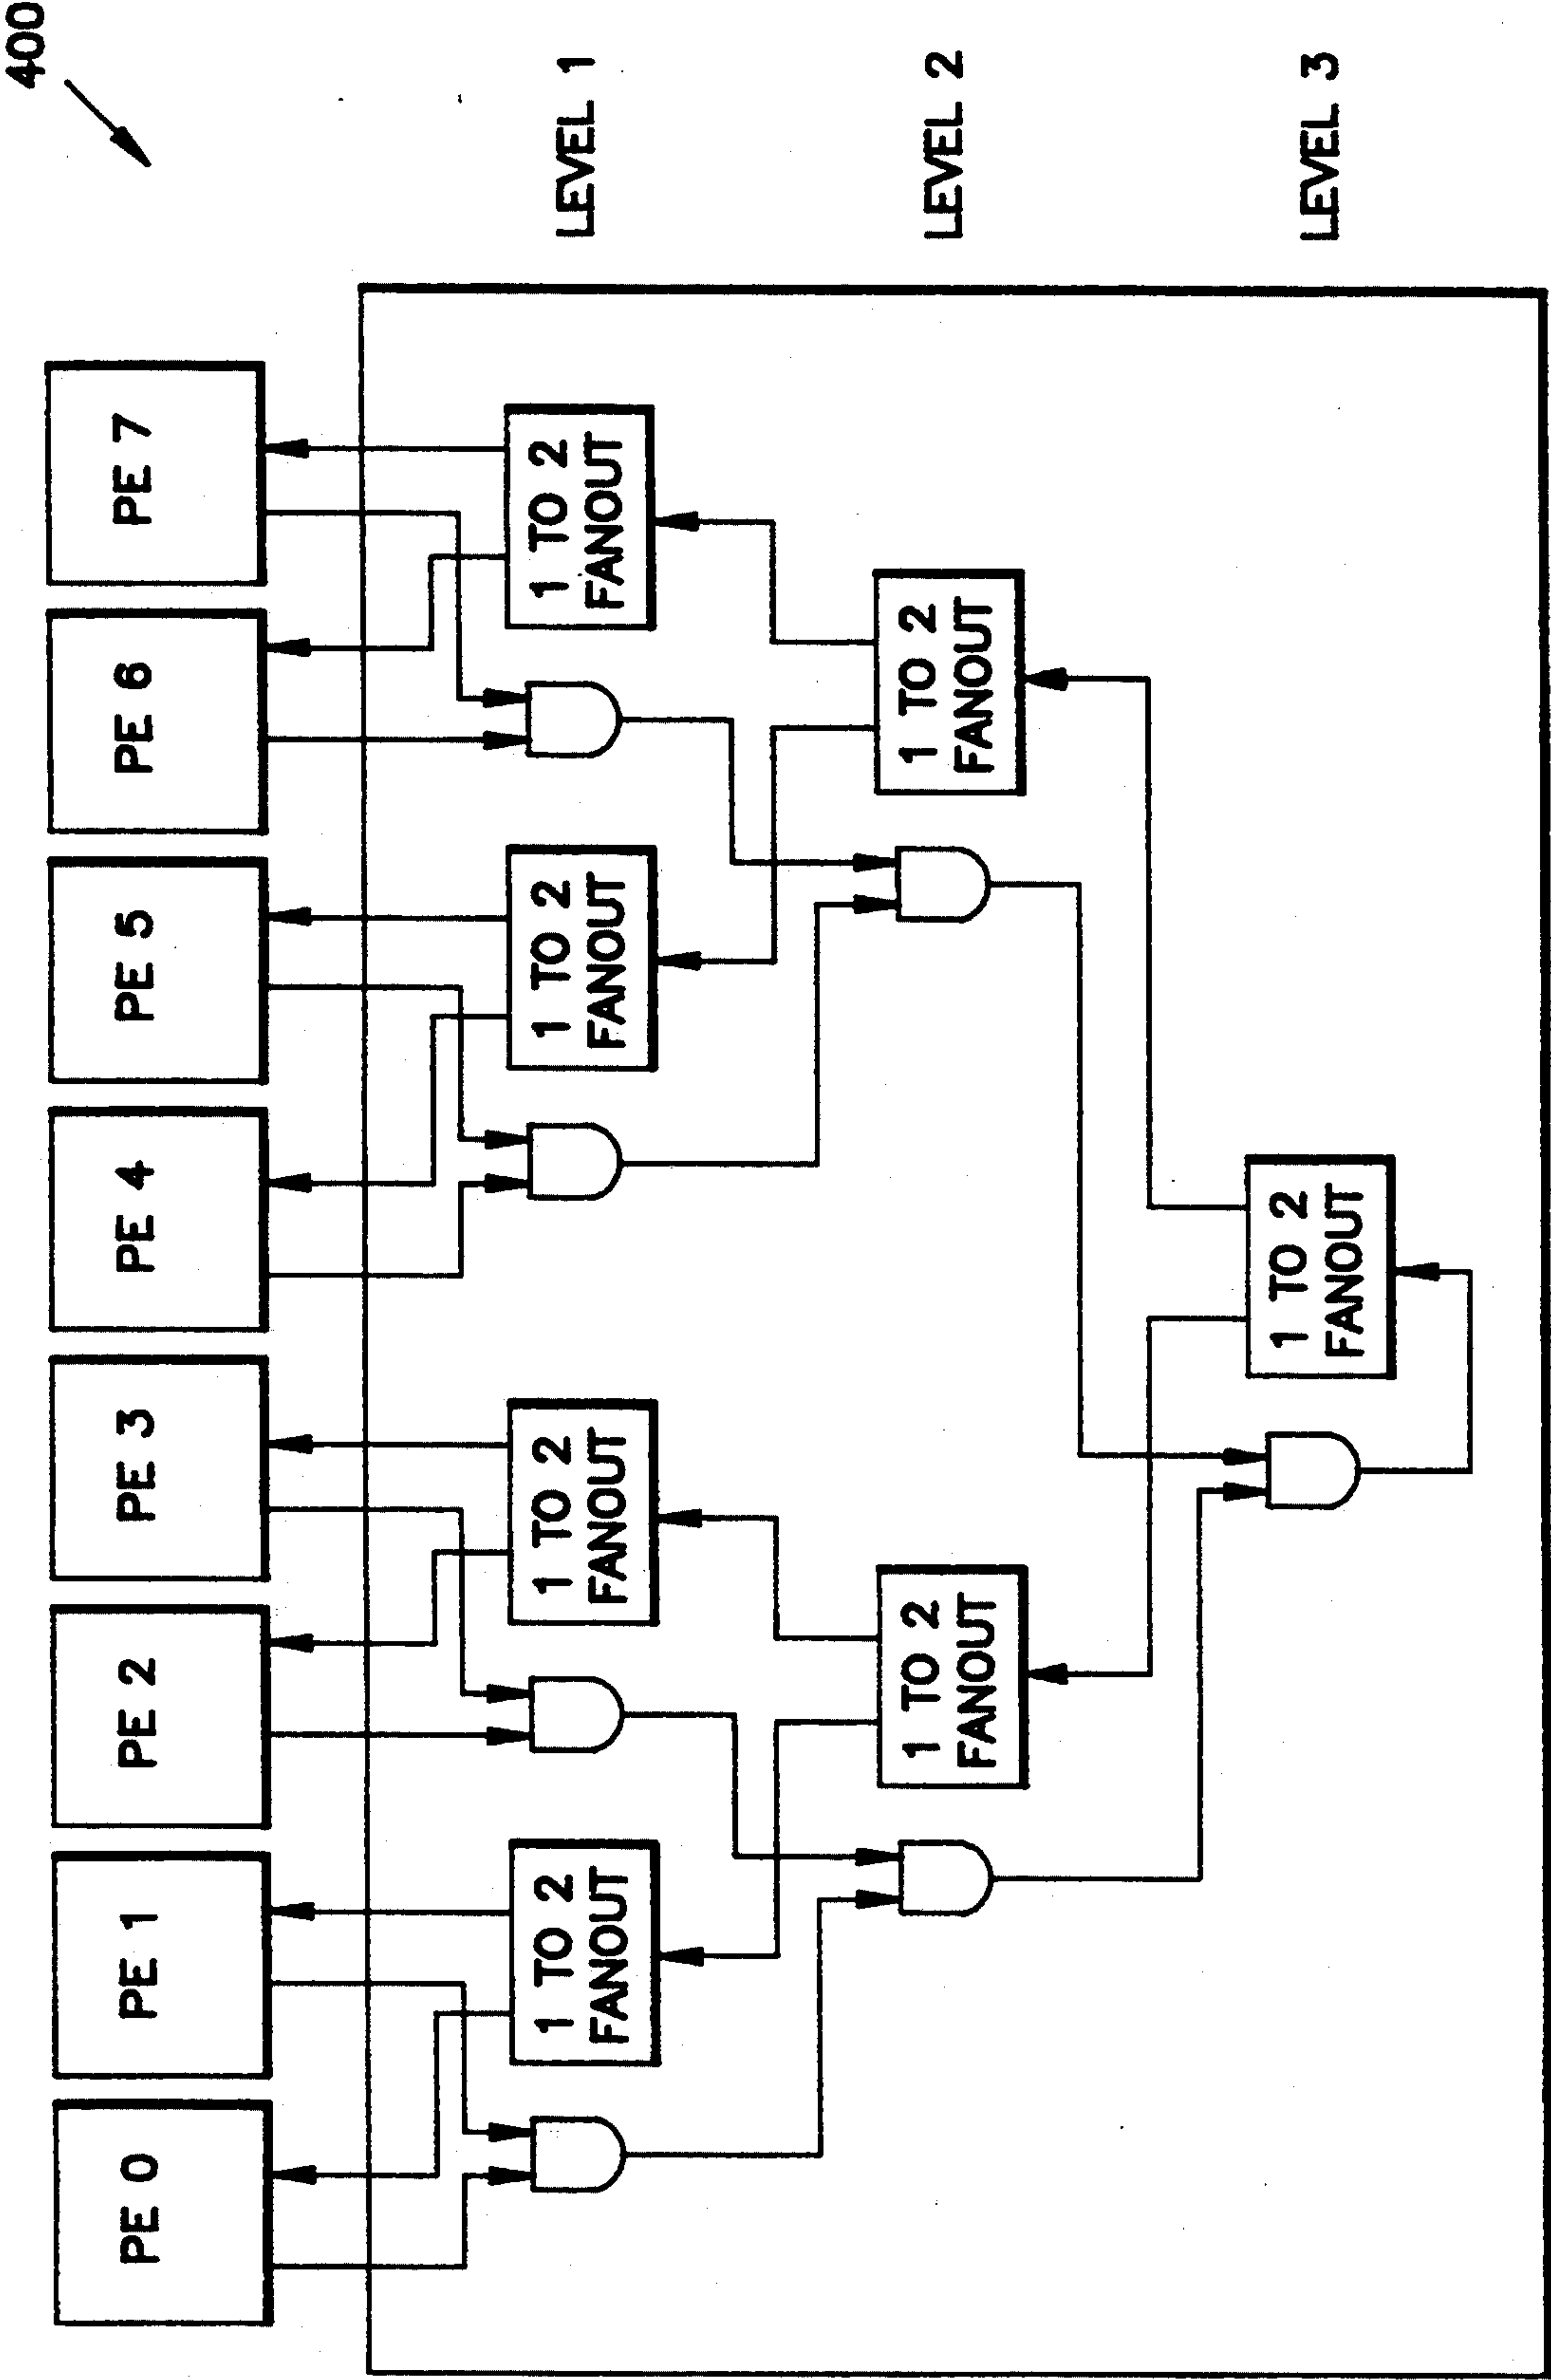 400
PE 0
PE 1
PE 2
PE 3
PE 4
PE 5
PE 6
PE 7
1 TO 2
FANOUT
1 TO 2
FANOUT
1 TO 2
FANOUT
1 TO 2
FANOUT
LEVEL 1
1 TO 2
FANOUT
1 TO 2
FANOUT
LEVEL 2
1 TO 2
FANOUT
LEVEL 3